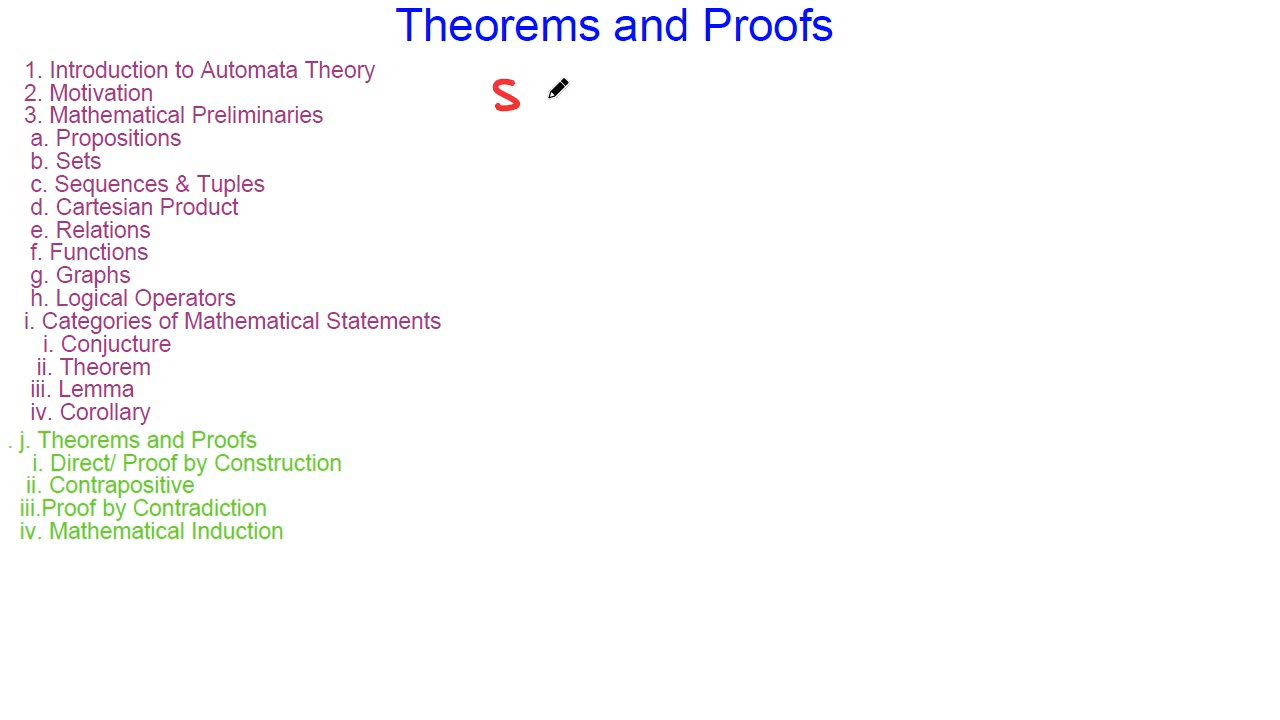 Theorems and Proofs
1. Introduction to Automata Theory
2. Motivation
3. Mathematical Preliminaries
a. Propositions
b. Sets
c. Sequences & Tuples
d. Cartesian Product
e. Relations
f. Functions
g. Graphs
h. Logical Operators
i. Categories of Mathematical Statements
i. Conjucture
ii. Theorem
iii. Lemma
iv. Corollary
. j. Theorems and Proofs
i. Direct/ Proof by Construction
ii. Contrapositive
iii.Proof by Contradiction
iv. Mathematical Induction
S